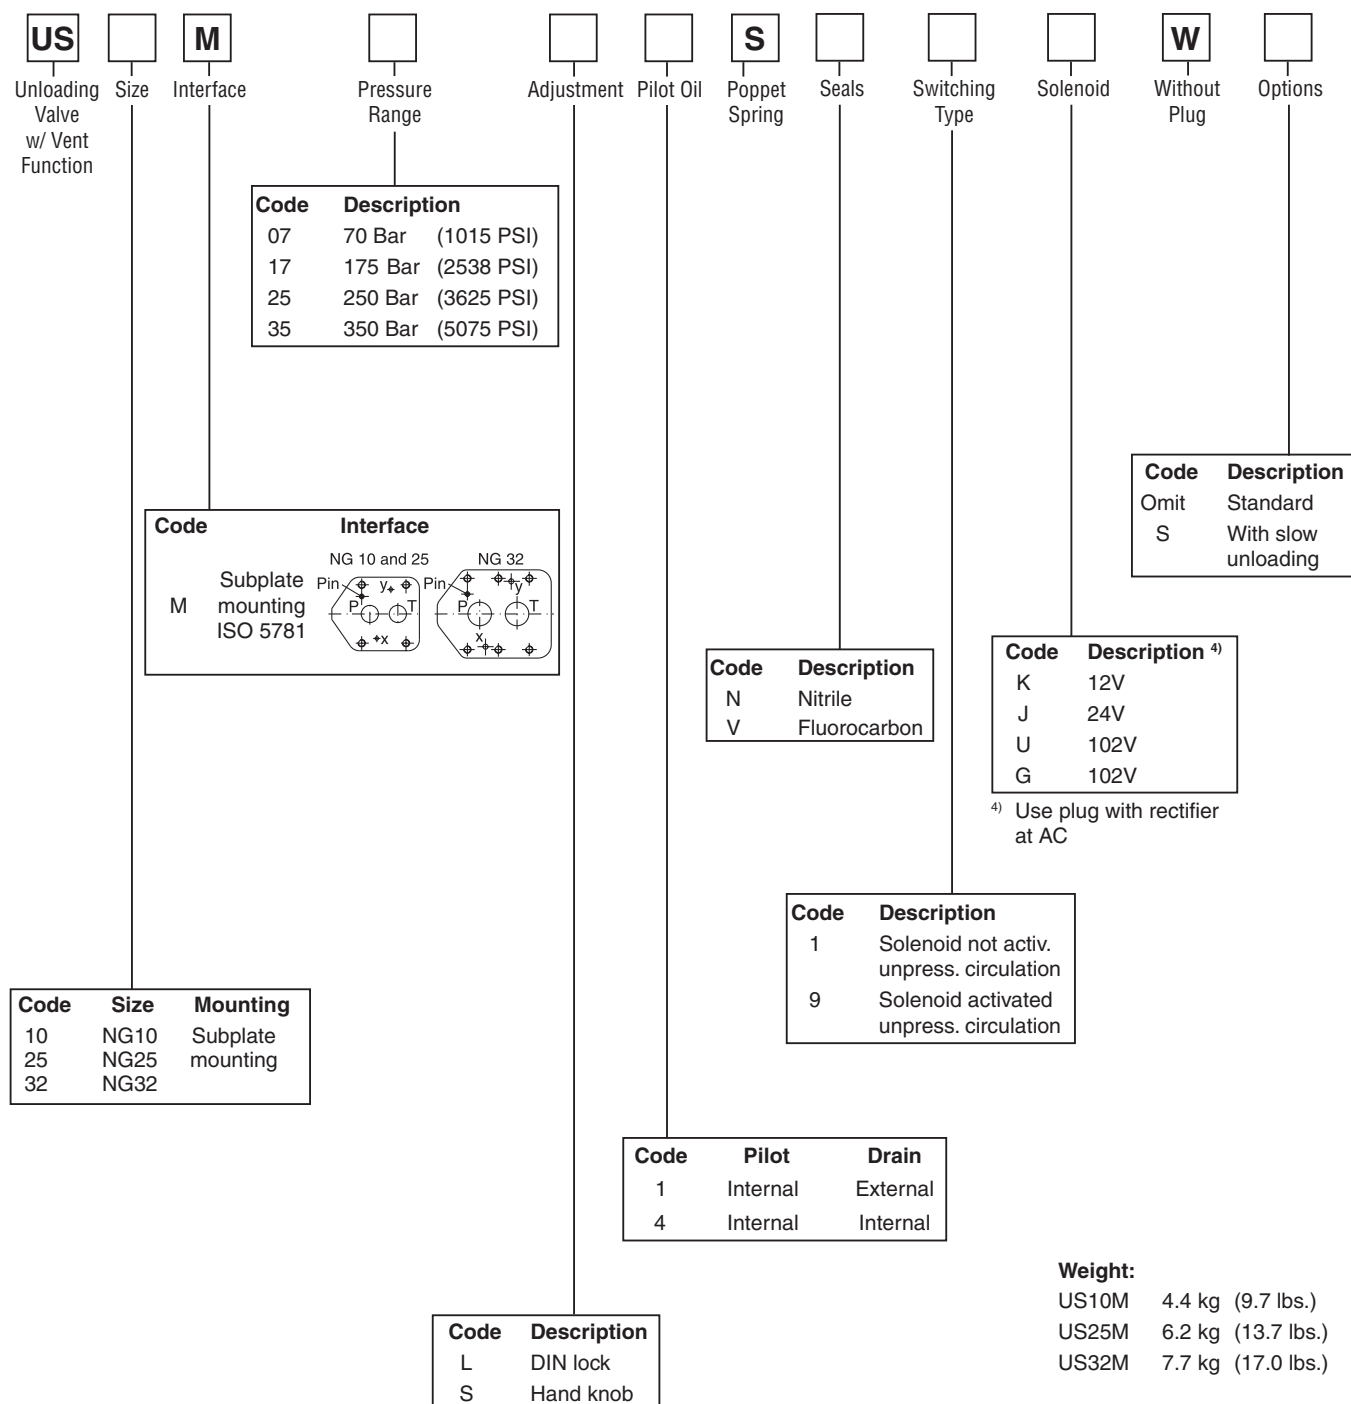 US M S W
Unloading Valve w/ Vent Function
Size
Interface
Pressure Range
Adjustment
Pilot Oil
Poppet Spring
Seals
Switching Type
Solenoid
Without Plug
Options
Code Description
07 70 Bar (1015 PSI)
17 175 Bar (2538 PSI)
25 250 Bar (3625 PSI)
35 350 Bar (5075 PSI)
Code Description
Omit Standard
S With slow
unloading
Code Interface
NG 10 and 25 NG 32
M Subplate
mounting
ISO 5781
Pin y P T x
Pin y P T x
Code Description
N Nitrile
V Fluorocarbon
Code Description 4)
K 12V
J 24V
U 102V
G 102V
4) Use plug with rectifier
at AC
Code Description
1 Solenoid not activ.
unpress. circulation
9 Solenoid activated
unpress. circulation
Code Size Mounting
10 NG10 Subplate
25 NG25 mounting
32 NG32
Code Pilot Drain
1 Internal External
4 Internal Internal
Weight:
US10M 4.4 kg (9.7 lbs.)
US25M 6.2 kg (13.7 lbs.)
US32M 7.7 kg (17.0 lbs.)
Code Description
L DIN lock
S Hand knob